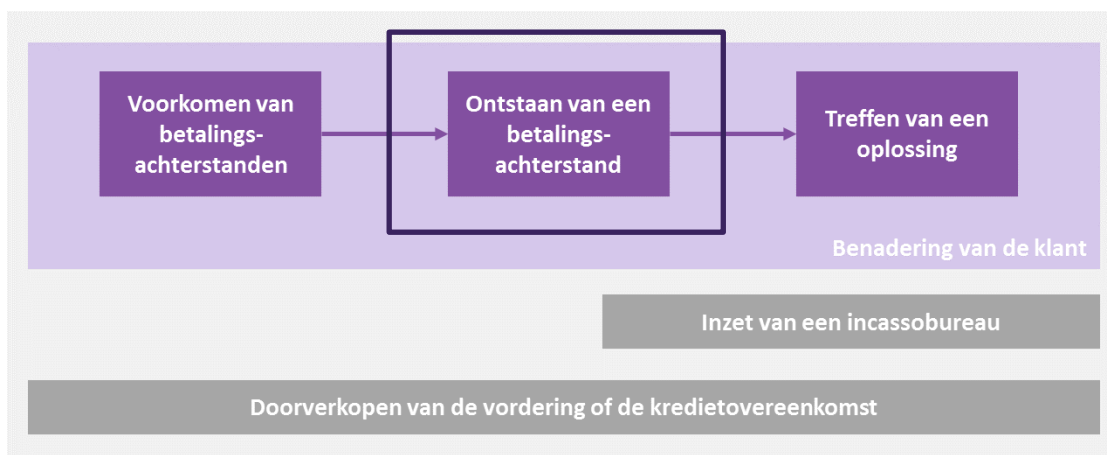 Voorkomen van
betalings-
achterstanden
Ontstaan van een
betalings-
achterstand
Treffen van een
oplossing
Benadering van de klant
Inzet van een incassobureau
Doorverkopen van de vordering of de kredietovereenkomst